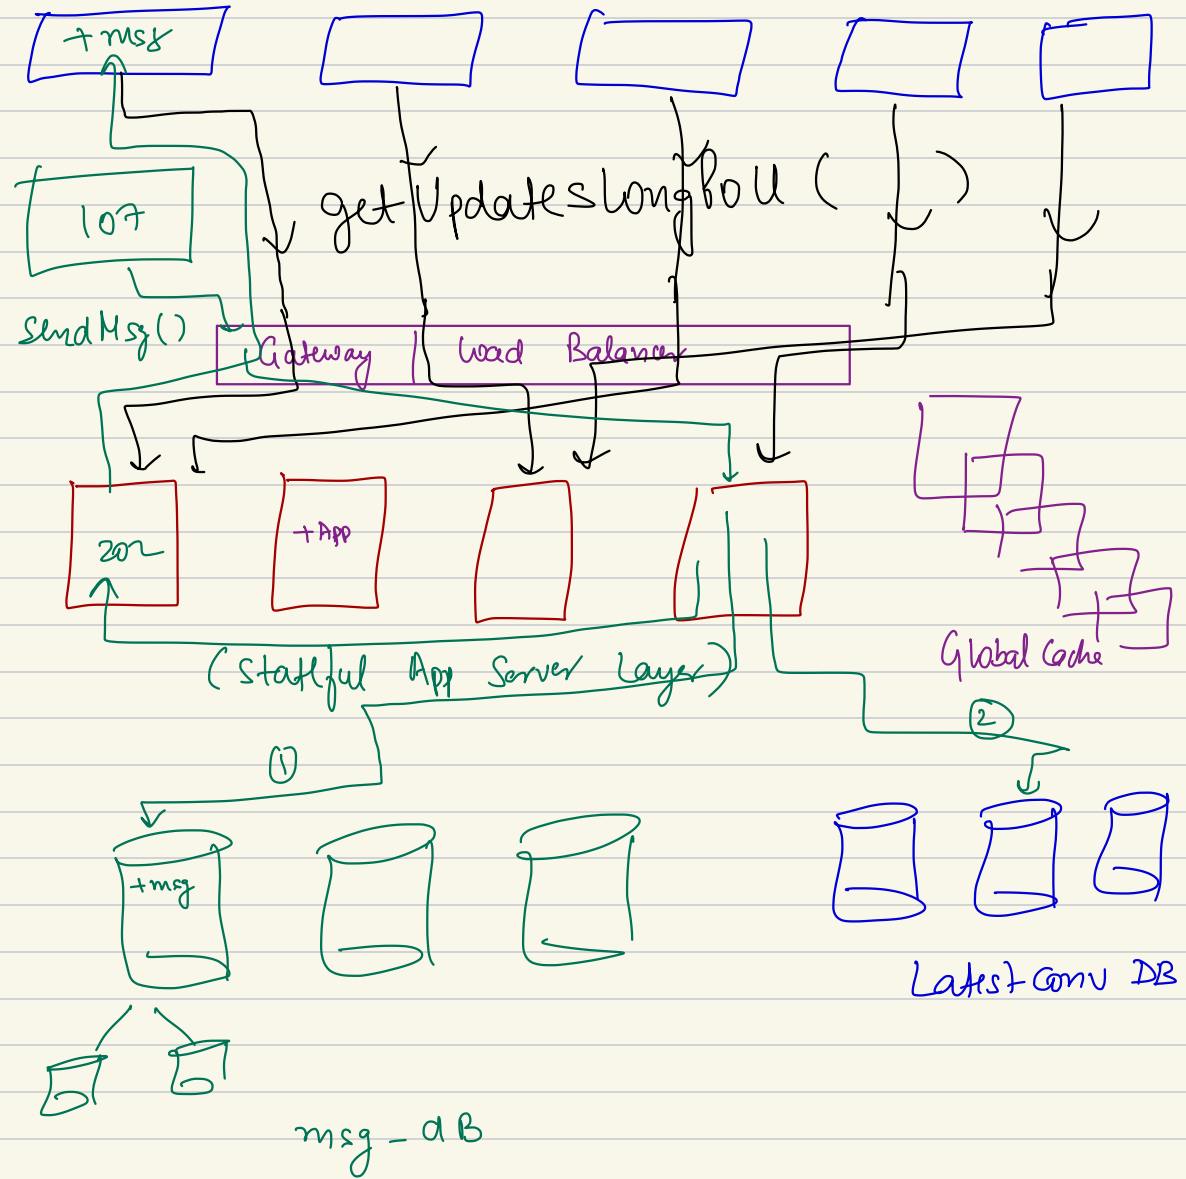 +msg
getUpdatesLongPoll ( )
107
SendMsg()
Gateway | Load Balancer
202
+App
(Statlful App Server Layer)
Global Cache
①
②
+msg
Latest Conv DB
msg_dB